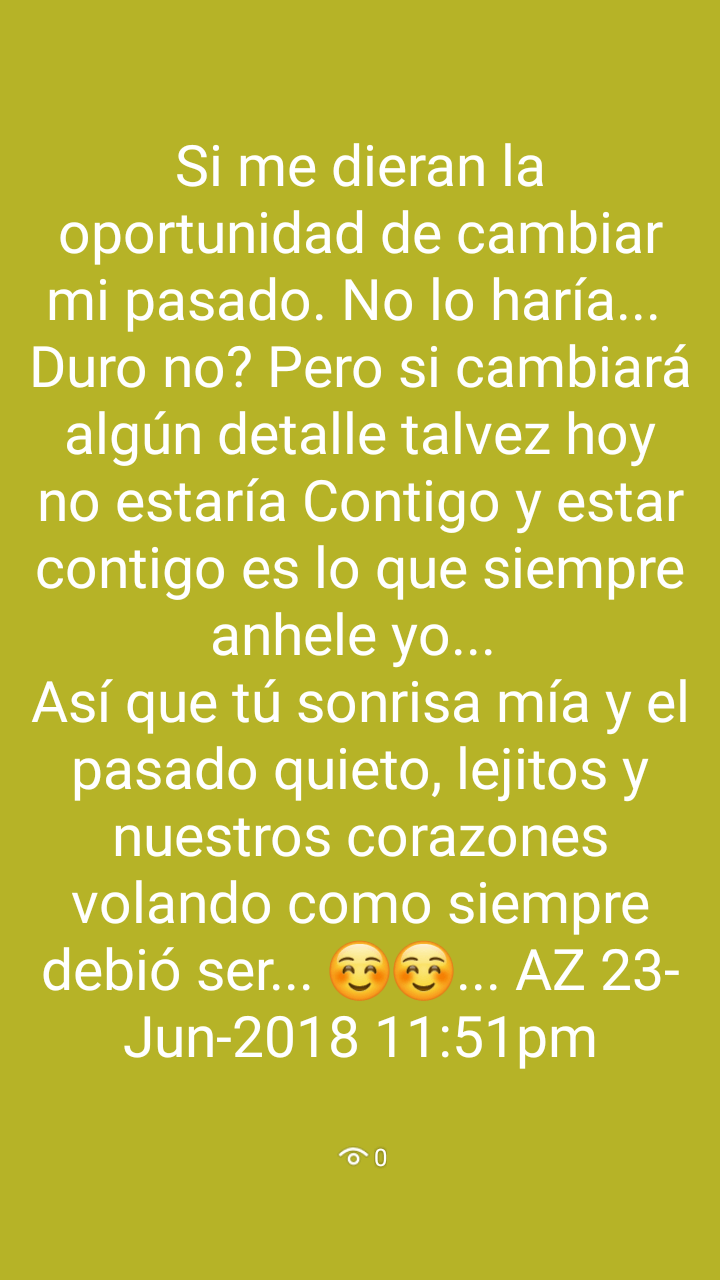 Si me dieran la
oportunidad de cambiar
mi pasado. No lo haría...
Duro no? Pero si cambiará
algún detalle talvez hoy
no estaría Contigo y estar
contigo es lo que siempre
anhele yo...
Así que tú sonrisa mía y el
pasado quieto, lejitos y
nuestros corazones
volando como siempre
debió ser... ☺️☺️... AZ 23-
Jun-2018 11:51pm
0